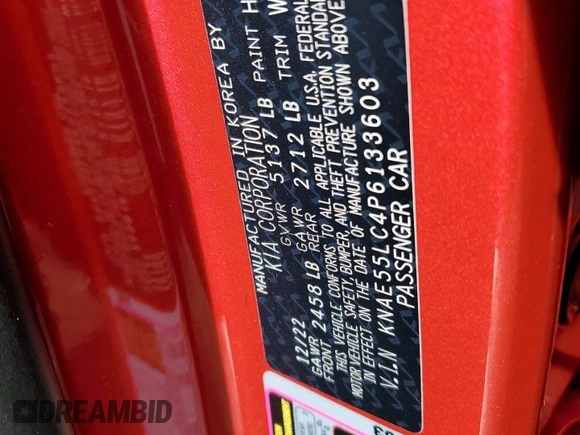 MANUFACTURED IN KOREA BY
KIA CORPORATION
12/22 GVWR 5137 LB PAINT H
GAWR FRONT 2458 LB GAWR REAR 2712 LB TRIM W
THIS VEHICLE CONFORMS TO ALL APPLICABLE U.S.A. FEDERAL
MOTOR VEHICLE SAFETY, BUMPER, AND THEFT PREVENTION STANDA
IN EFFECT ON THE DATE OF MANUFACTURE SHOWN ABOVE
V.I.N KNAE55LC4P6133603
PASSENGER CAR
DREAMBID